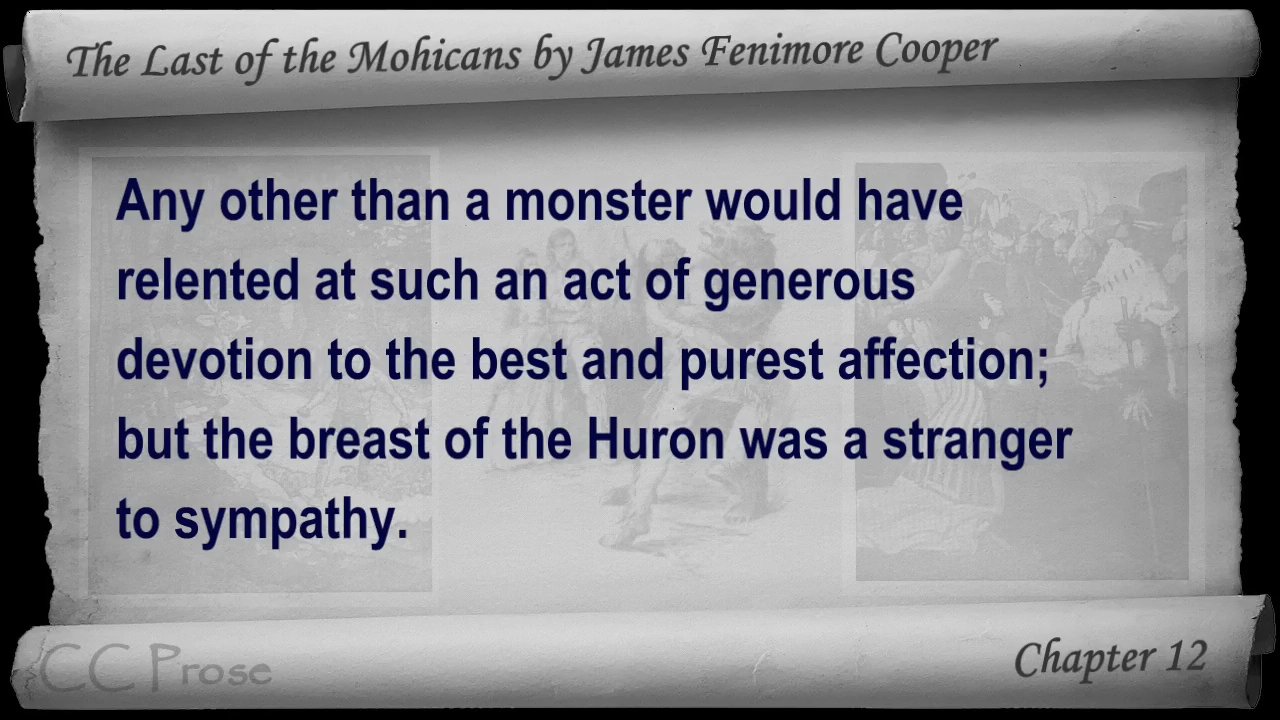 The Last of the Mohicans by James Fenimore Cooper
Any other than a monster would have
relented at such an act of generous
devotion to the best and purest affection;
but the breast of the Huron was a stranger
to sympathy.
CC Prose
Chapter 12